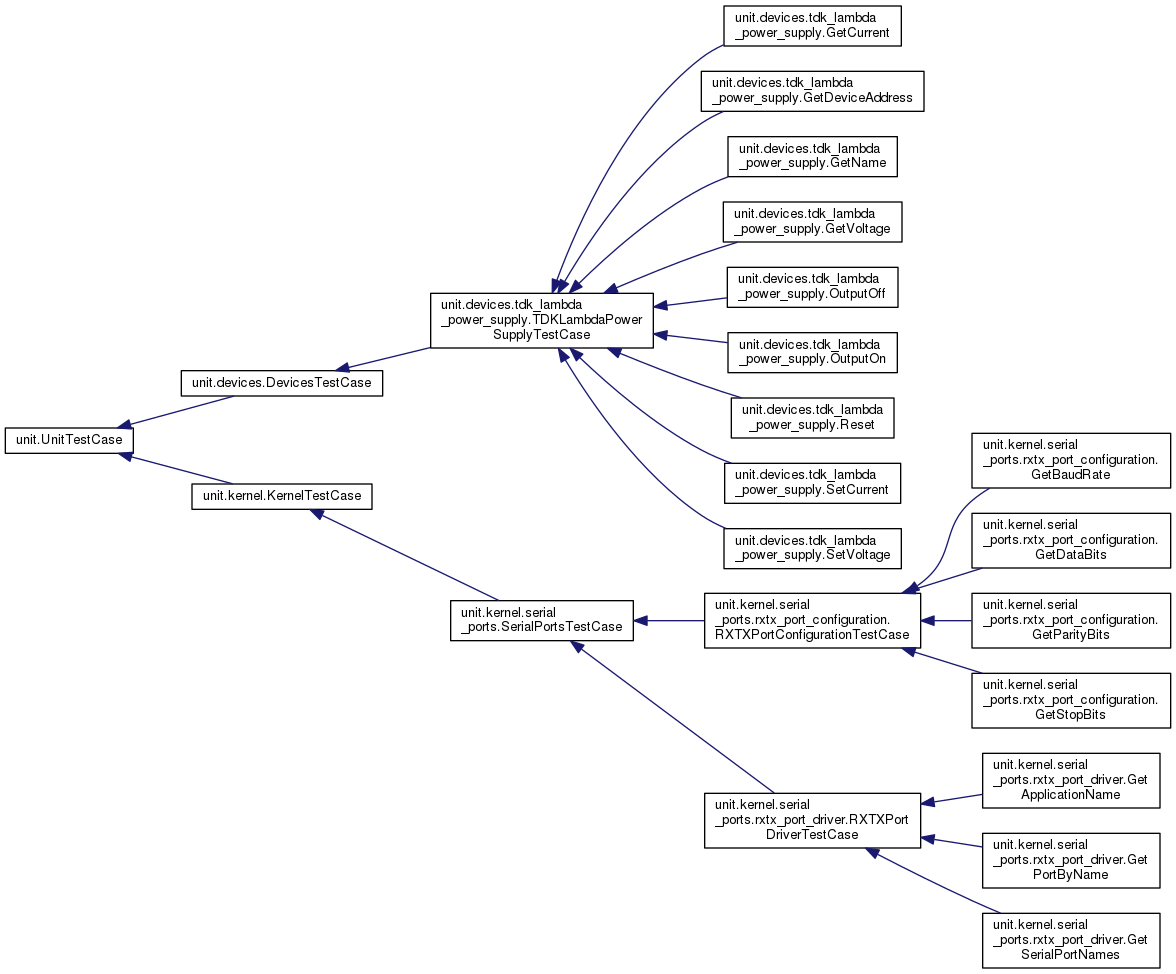 unit.devices.tdk_lambda
_power_supply.GetCurrent
unit.devices.tdk_lambda
_power_supply.GetDeviceAddress
unit.devices.tdk_lambda
_power_supply.GetName
unit.devices.tdk_lambda
_power_supply.GetVoltage
unit.devices.tdk_lambda
_power_supply.OutputOff
unit.devices.tdk_lambda
_power_supply.TDKLambdaPower
SupplyTestCase
unit.devices.tdk_lambda
_power_supply.OutputOn
unit.devices.DevicesTestCase
unit.devices.tdk_lambda
_power_supply.Reset
unit.UnitTestCase
unit.kernel.serial
_ports.rxtx_port_configuration.
GetBaudRate
unit.devices.tdk_lambda
_power_supply.SetCurrent
unit.kernel.KernelTestCase
unit.kernel.serial
_ports.rxtx_port_configuration.
GetDataBits
unit.devices.tdk_lambda
_power_supply.SetVoltage
unit.kernel.serial
_ports.SerialPortsTestCase
unit.kernel.serial
_ports.rxtx_port_configuration.
RXTXPortConfigurationTestCase
unit.kernel.serial
_ports.rxtx_port_configuration.
GetParityBits
unit.kernel.serial
_ports.rxtx_port_configuration.
GetStopBits
unit.kernel.serial
_ports.rxtx_port_driver.Get
ApplicationName
unit.kernel.serial
_ports.rxtx_port_driver.RXTXPort
DriverTestCase
unit.kernel.serial
_ports.rxtx_port_driver.Get
PortByName
unit.kernel.serial
_ports.rxtx_port_driver.Get
SerialPortNames